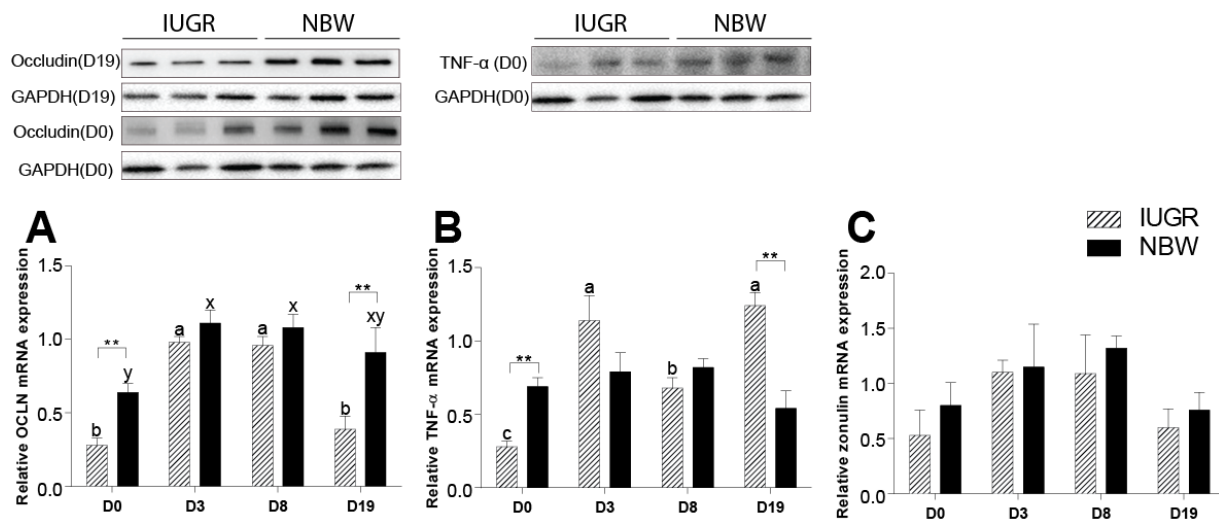 IUGR NBW
Occludin(D19)
GAPDH(D19)
Occludin(D0)
GAPDH(D0)
IUGR NBW
TNF-α (D0)
GAPDH(D0)
A
Relative OCLN mRNA expression
1.5
1.0
0.5
0.0
**
b
y
a
x
a
x
**
b
xy
D0 D3 D8 D19
B
Relative TNF-α mRNA expression
1.5
1.0
0.5
0.0
**
c
a
b
**
a
D0 D3 D8 D19
C
IUGR
NBW
Relative zonulin mRNA expression
2.0
1.5
1.0
0.5
0.0
D0 D3 D8 D19